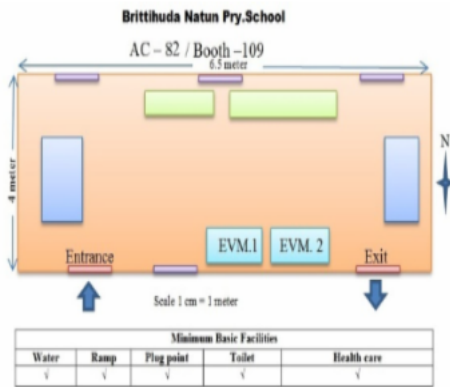 Brittihuda Natun Pry.School
AC – 82 / Booth –109
6.5 meter
4 meter
N
EVM.1 EVM. 2
Entrance Exit
Scale 1 cm = 1 meter
Minimum Basic Facilities
Water Ramp Plug point Toilet Health care
√ √ √ √ √